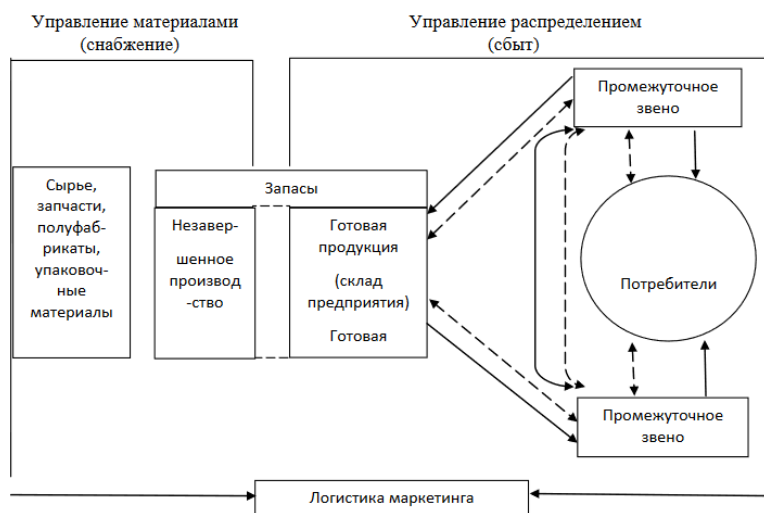 Управление материалами
(снабжение)
Управление распределением
(сбыт)
Промежуточное
звено
Сырье,
запчасти,
полуфаб-
рикаты,
упаковоч-
ные
материалы
Запасы
Незавер-
шенное
производ
-ство
Готовая
продукция
(склад
предприятия)
Готовая
Потребители
Промежуточное
звено
Логистика маркетинга